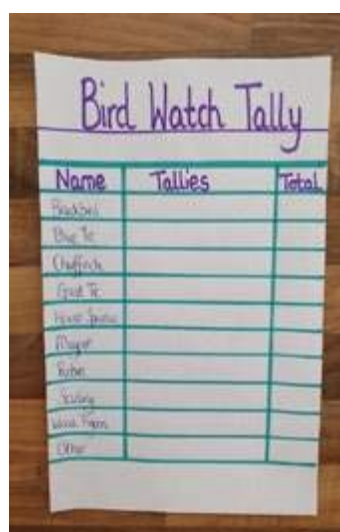 Bird Watch Tally
Name Tallies Total
Blackbird
Blue Tit
Chaffinch
Great Tit
House Sparrow
Magpie
Robin
Starling
Wood Pigeon
Other